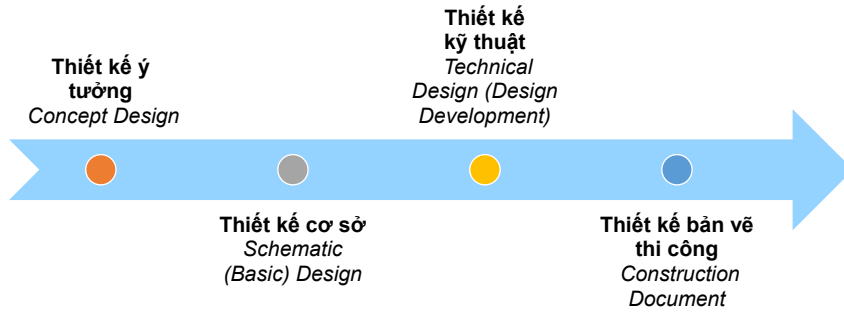 Thiết kế ý
tưởng
Concept Design
Thiết kế cơ sở
Schematic
(Basic) Design
Thiết kế
kỹ thuật
Technical
Design (Design
Development)
Thiết kế bản vẽ
thi công
Construction
Document